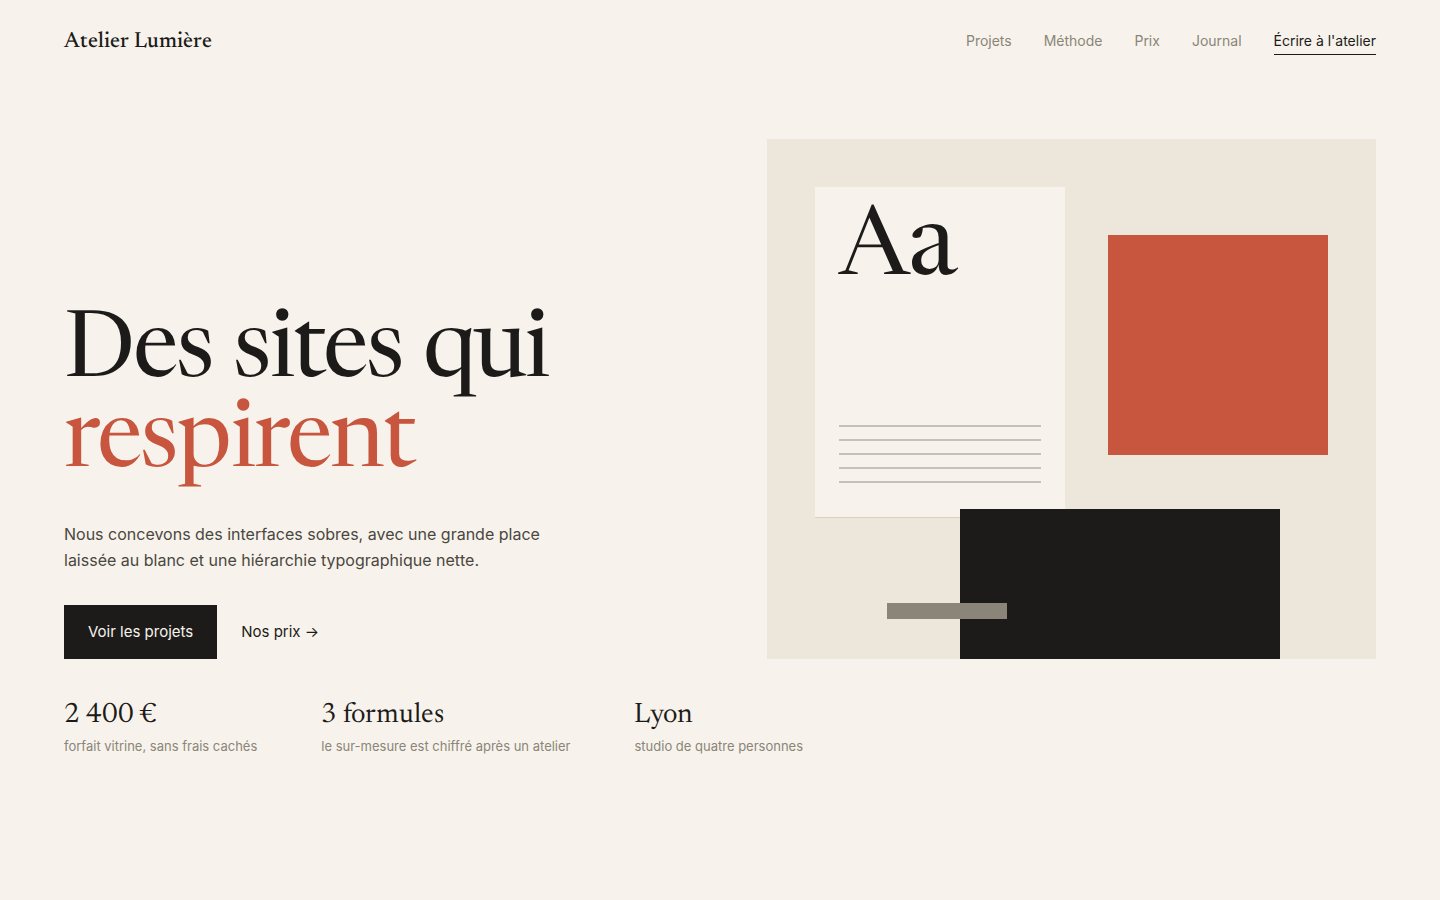 Atelier Lumière
Projets
Méthode
Prix
Journal
Écrire à l'atelier
Aa
Des sites qui
respirent
Nous concevons des interfaces sobres, avec une grande place
laissée au blanc et une hiérarchie typographique nette.
Voir les projets
Nos prix →
2 400 €
forfait vitrine, sans frais cachés
3 formules
le sur-mesure est chiffré après un atelier
Lyon
studio de quatre personnes